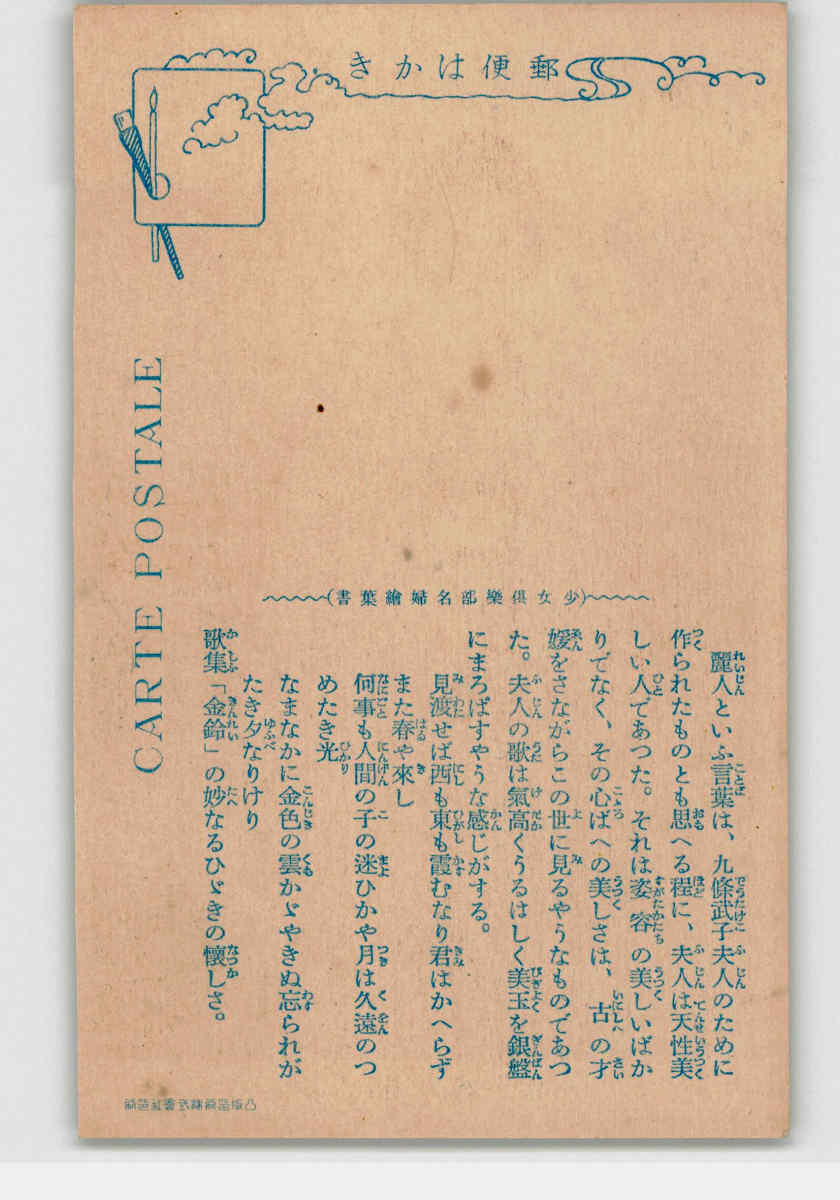 郵便はかき
CARTE POSTALE
(少女倶樂部名婦繪葉書)
麗人といふ言葉は、九條武子夫人のために
作られたものとも思へる程に、夫人は天性美
しい人であつた。それは姿容の美しいばか
りでなく、その心ばへの美しさは、古の才
媛をさながらこの世に見るやうなものであつ
た。夫人の歌は氣高くうるはしく美玉を銀盤
にまろばすやうな感じがする。
見渡せば西も東も霞むなり君はかへらず
また春や來し
何事も人間の子の迷ひかや月は久遠のつ
めたき光
なまなかに金色の雲かゞやきぬ忘られが
たき夕なりけり
歌集「金鈴」の妙なるひゞきの懷しさ。